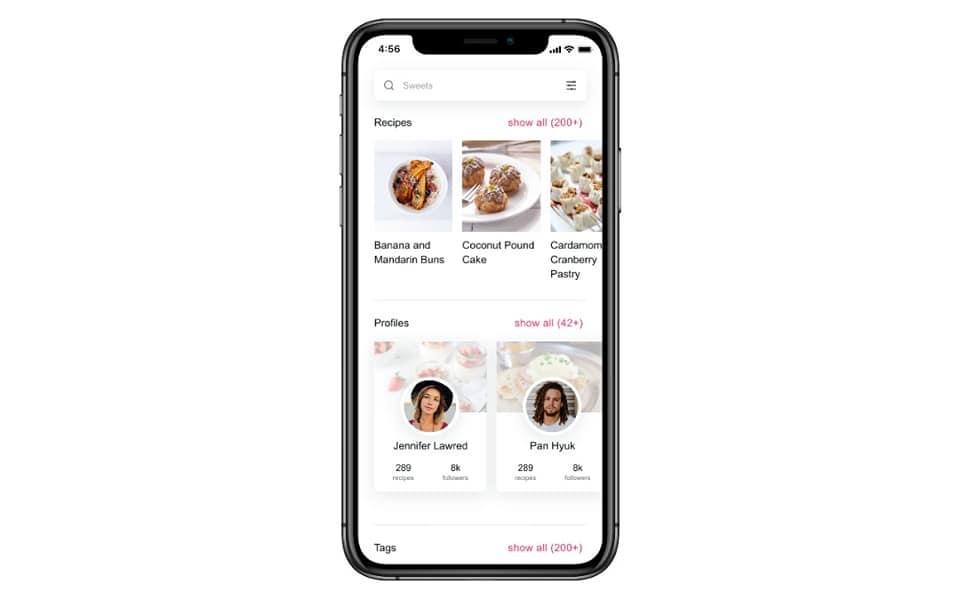 4:56
Sweets
Recipes
show all (200+)
Banana and
Mandarin Buns
Coconut Pound
Cake
Cardamom
Cranberry
Pastry
Profiles
show all (42+)
Jennifer Lawred
289
recipes
8k
followers
Pan Hyuk
289
recipes
8k
followers
Tags
show all (200+)